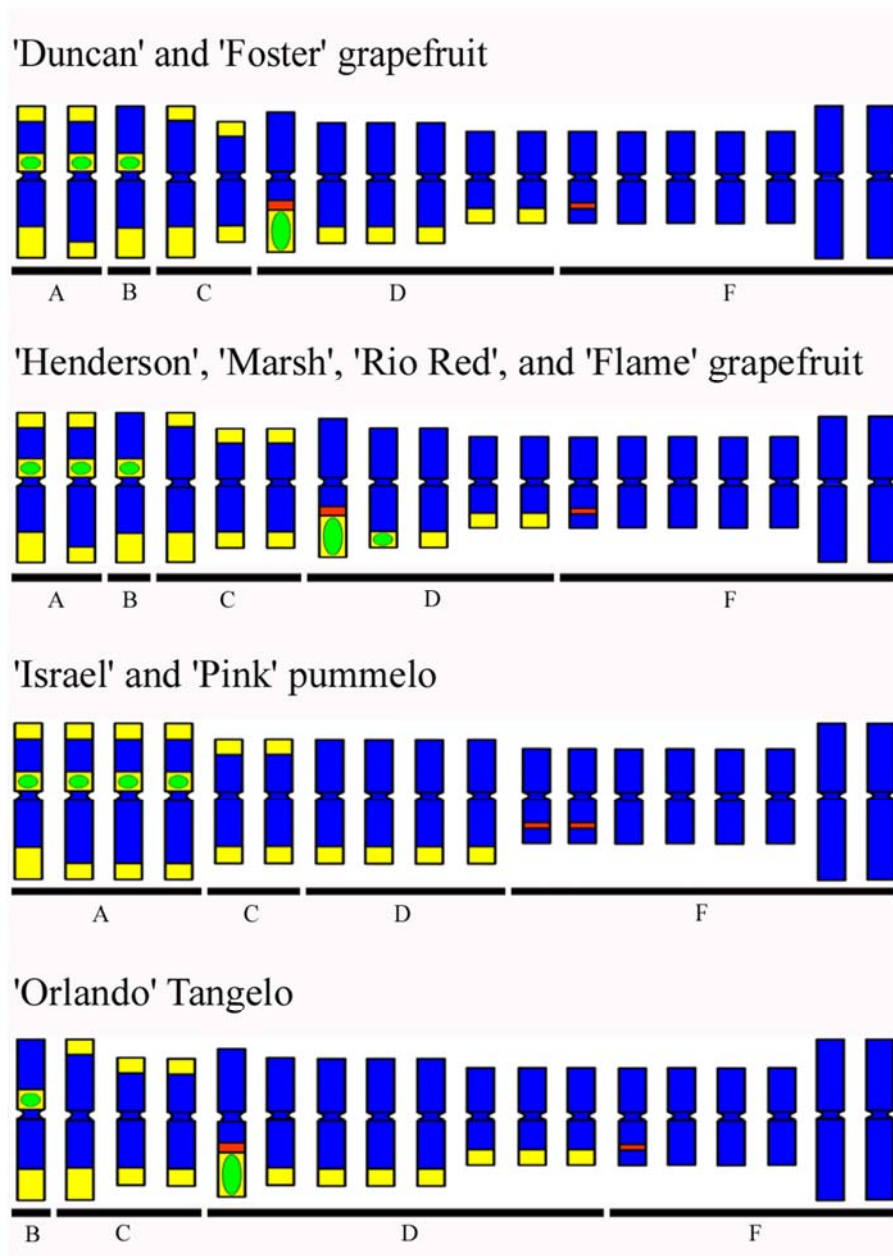 'Duncan' and 'Foster' grapefruit
A B C D F
'Henderson', 'Marsh', 'Rio Red', and 'Flame' grapefruit
A B C D F
'Israel' and 'Pink' pummelo
A C D F
'Orlando' Tangelo
B C D F